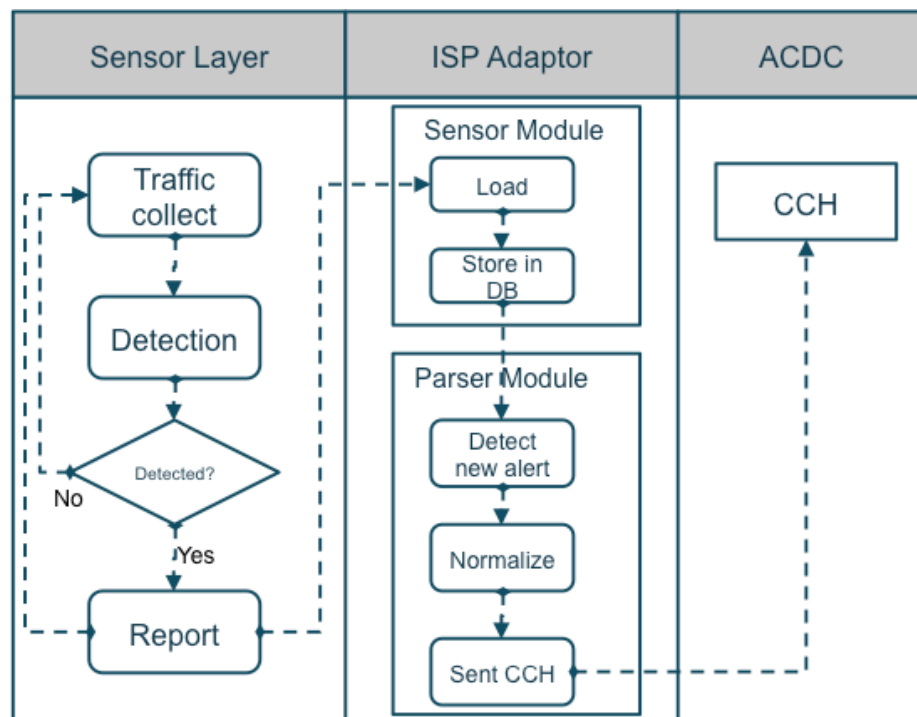 Sensor Layer
ISP Adaptor
ACDC
Traffic
collect
Detection
Detected?
No
Yes
Report
Sensor Module
Load
Store in
DB
Parser Module
Detect
new alert
Normalize
Sent CCH
CCH